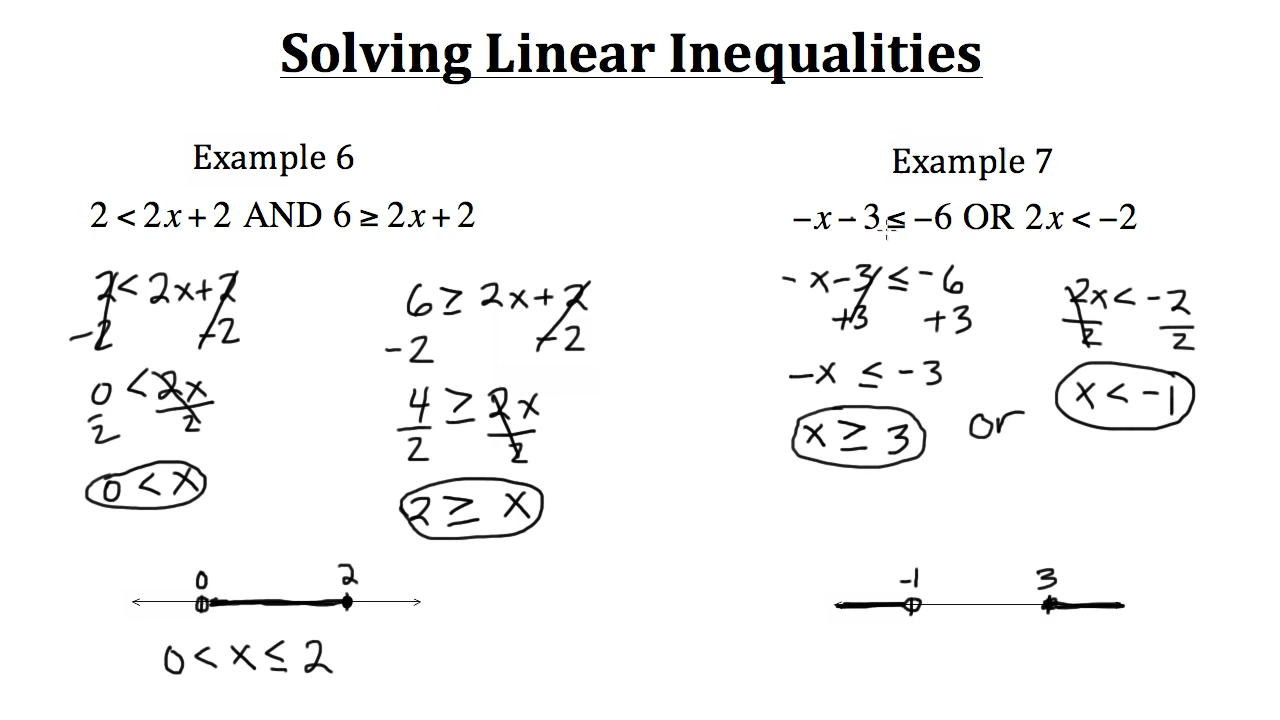 Solving Linear Inequalities
Example 6
2 < 2x + 2 AND 6 ≥ 2x + 2
2 < 2x + 2
-2 -2
0 < 2x
2 2
0 < x
6 ≥ 2x + 2
-2 -2
4 ≥ 2x
2 2
2 ≥ x
0 2
0 < x ≤ 2
Example 7
−x − 3 ≤ −6 OR 2x < −2
-x-3 ≤ -6
+3 +3
-x ≤ -3
x ≥ 3
or
2x < -2
2 2
x < -1
-1 3